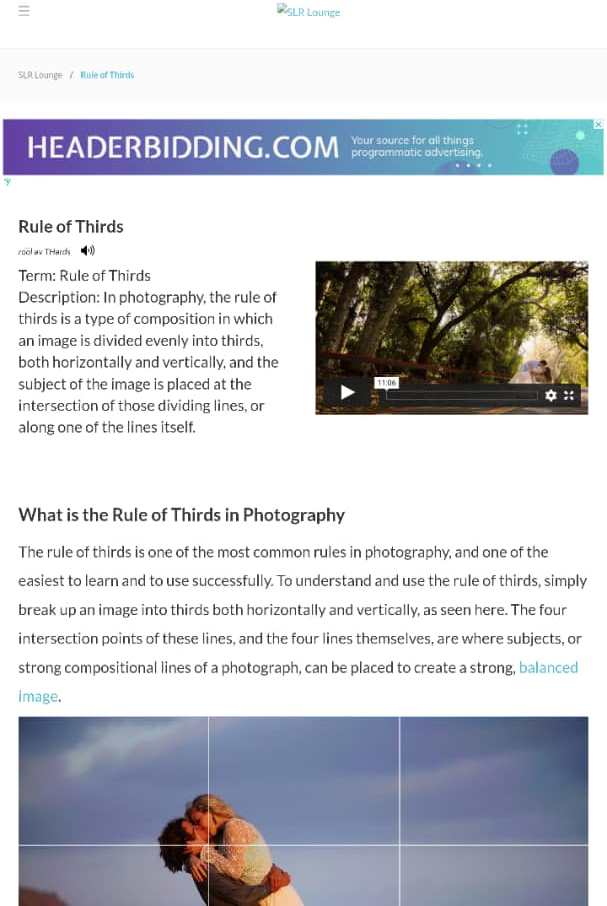 SLR Lounge
SLR Lounge / Rule of Thirds
HEADERBIDDING.COM
Your source for all things
programmatic advertising.
Rule of Thirds
rool əv THərds
Term: Rule of Thirds
Description: In photography, the rule of
thirds is a type of composition in which
an image is divided evenly into thirds,
both horizontally and vertically, and the
subject of the image is placed at the
intersection of those dividing lines, or
along one of the lines itself.
11:06
What is the Rule of Thirds in Photography
The rule of thirds is one of the most common rules in photography, and one of the
easiest to learn and to use successfully. To understand and use the rule of thirds, simply
break up an image into thirds both horizontally and vertically, as seen here. The four
intersection points of these lines, and the four lines themselves, are where subjects, or
strong compositional lines of a photograph, can be placed to create a strong, balanced
image.